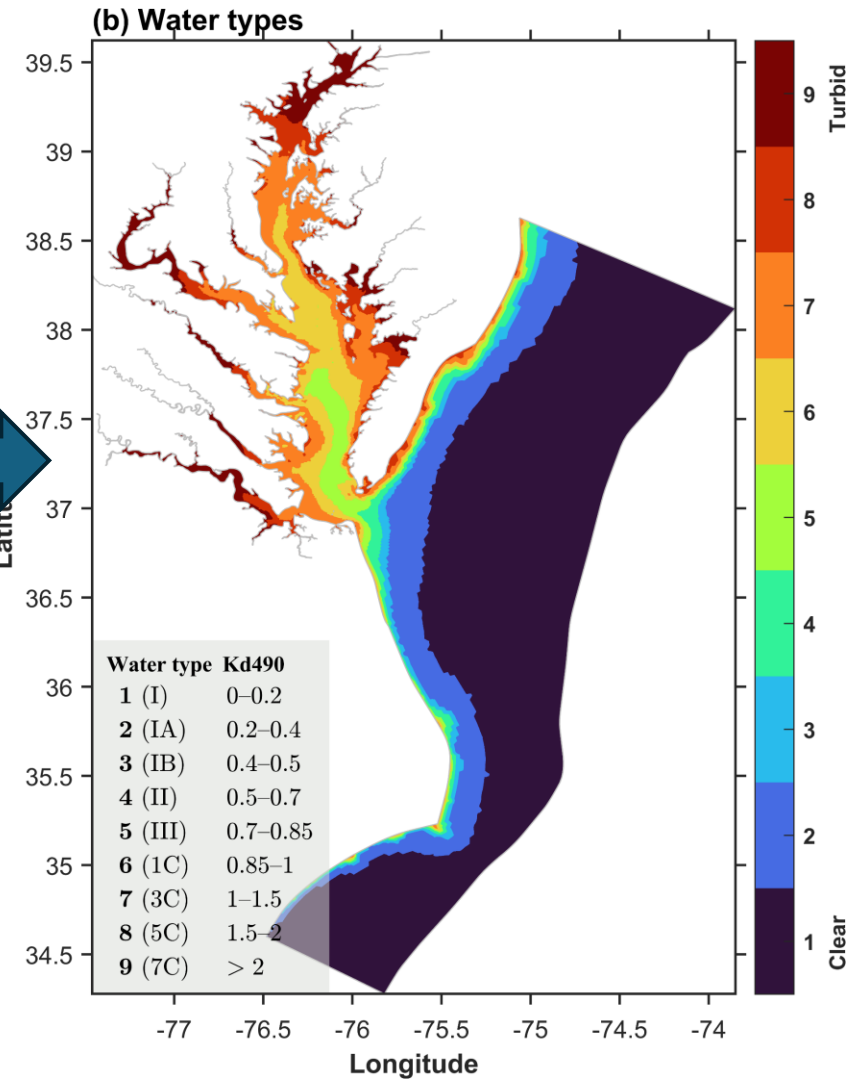 (b) Water types
39.5
39
38.5
38
37.5
37
36.5
36
35.5
35
34.5
Water type Kd490
1 (I) 0–0.2
2 (IA) 0.2–0.4
3 (IB) 0.4–0.5
4 (II) 0.5–0.7
5 (III) 0.7–0.85
6 (1C) 0.85–1
7 (3C) 1–1.5
8 (5C) 1.5–2
9 (7C) > 2
-77 -76.5 -76 -75.5 -75 -74.5 -74
Longitude
9
8
7
6
5
4
3
2
1
Turbid
Clear